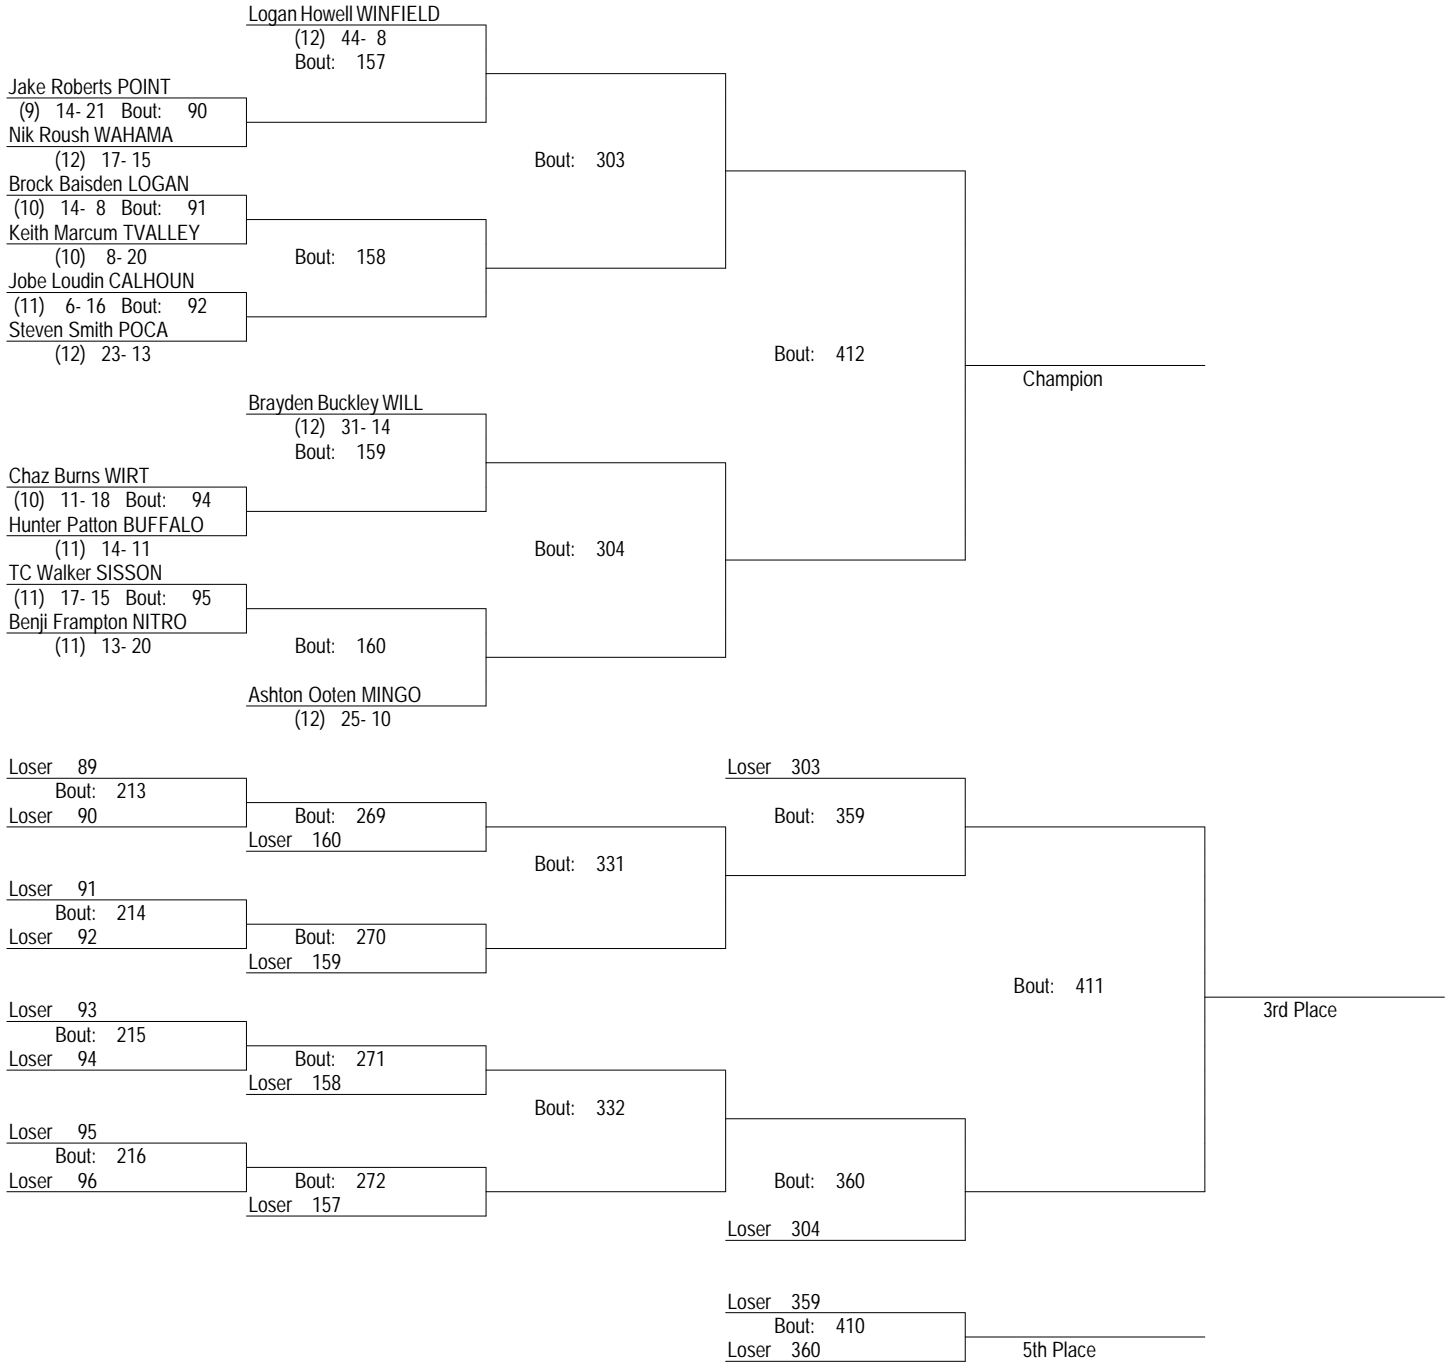 Logan Howell WINFIELD
(12) 44- 8
Bout: 157
Jake Roberts POINT
(9) 14- 21 Bout: 90
Nik Roush WAHAMA
(12) 17- 15
Bout: 303
Brock Baisden LOGAN
(10) 14- 8 Bout: 91
Keith Marcum TVALLEY
(10) 8- 20
Bout: 158
Jobe Loudin CALHOUN
(11) 6- 16 Bout: 92
Steven Smith POCA
(12) 23- 13
Bout: 412
Champion
Brayden Buckley WILL
(12) 31- 14
Bout: 159
Chaz Burns WIRT
(10) 11- 18 Bout: 94
Hunter Patton BUFFALO
(11) 14- 11
Bout: 304
TC Walker SISSON
(11) 17- 15 Bout: 95
Benji Frampton NITRO
(11) 13- 20
Bout: 160
Ashton Ooten MINGO
(12) 25- 10
Loser 89
Bout: 213
Loser 90
Bout: 269
Loser 160
Loser 303
Bout: 359
Bout: 331
Loser 91
Bout: 214
Loser 92
Bout: 270
Loser 159
Bout: 411
3rd Place
Loser 93
Bout: 215
Loser 94
Bout: 271
Loser 158
Bout: 332
Loser 95
Bout: 216
Loser 96
Bout: 272
Loser 157
Bout: 360
Loser 304
Loser 359
Bout: 410
Loser 360
5th Place